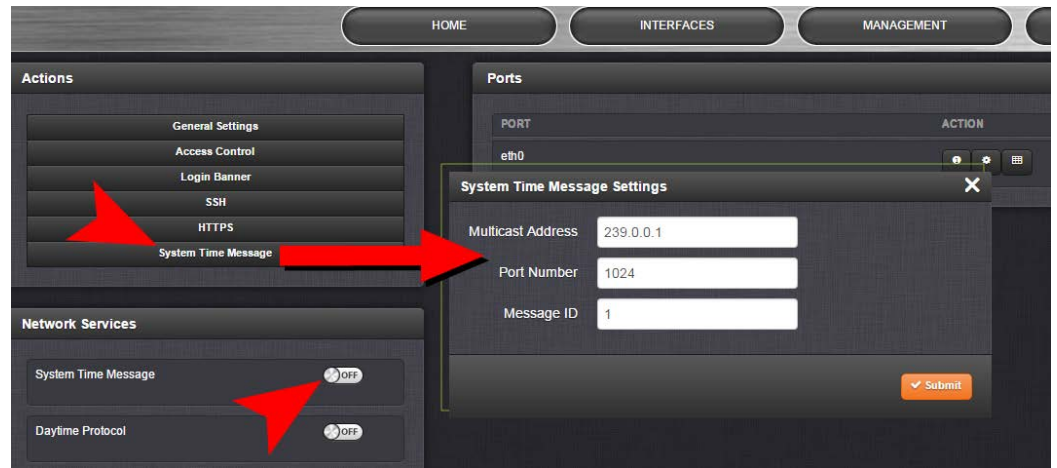 HOME
INTERFACES
MANAGEMENT
Actions
General Settings
Access Control
Login Banner
SSH
HTTPS
System Time Message
Network Services
System Time Message
OFF
Daytime Protocol
OFF
Ports
PORT
ACTION
eth0
System Time Message Settings
Multicast Address
239.0.0.1
Port Number
1024
Message ID
1
Submit